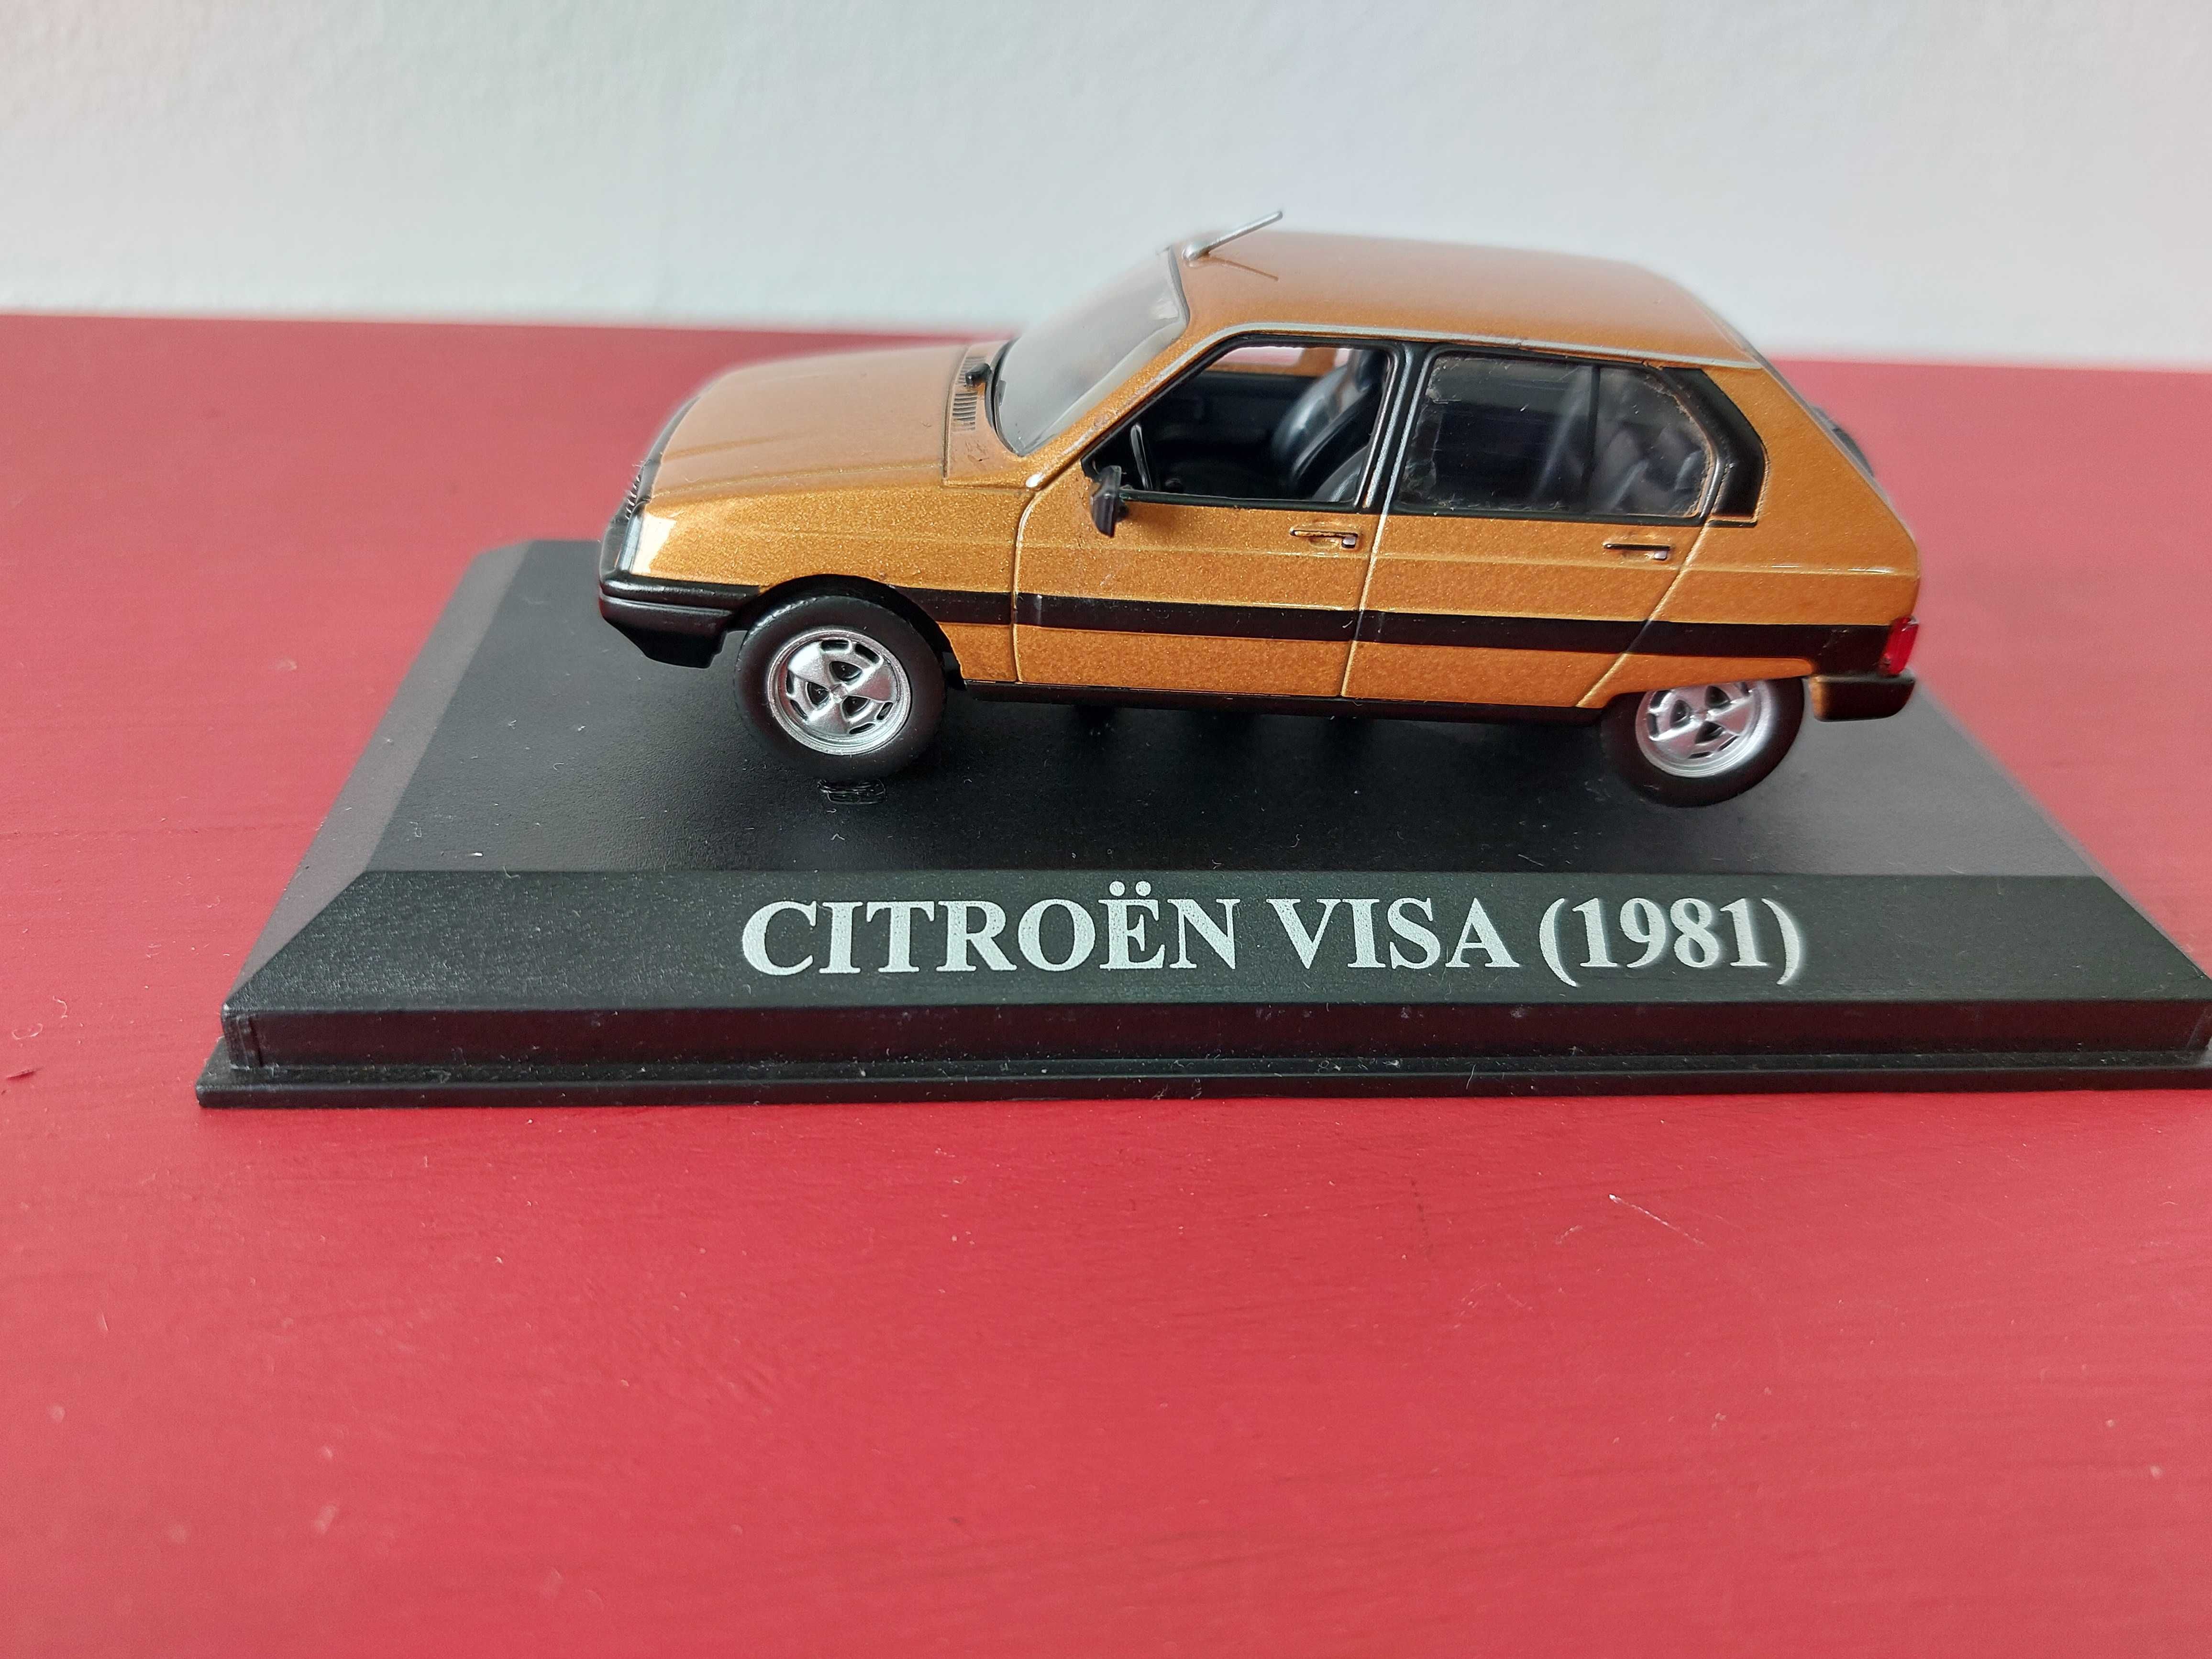 CITROËN VISA (1981)